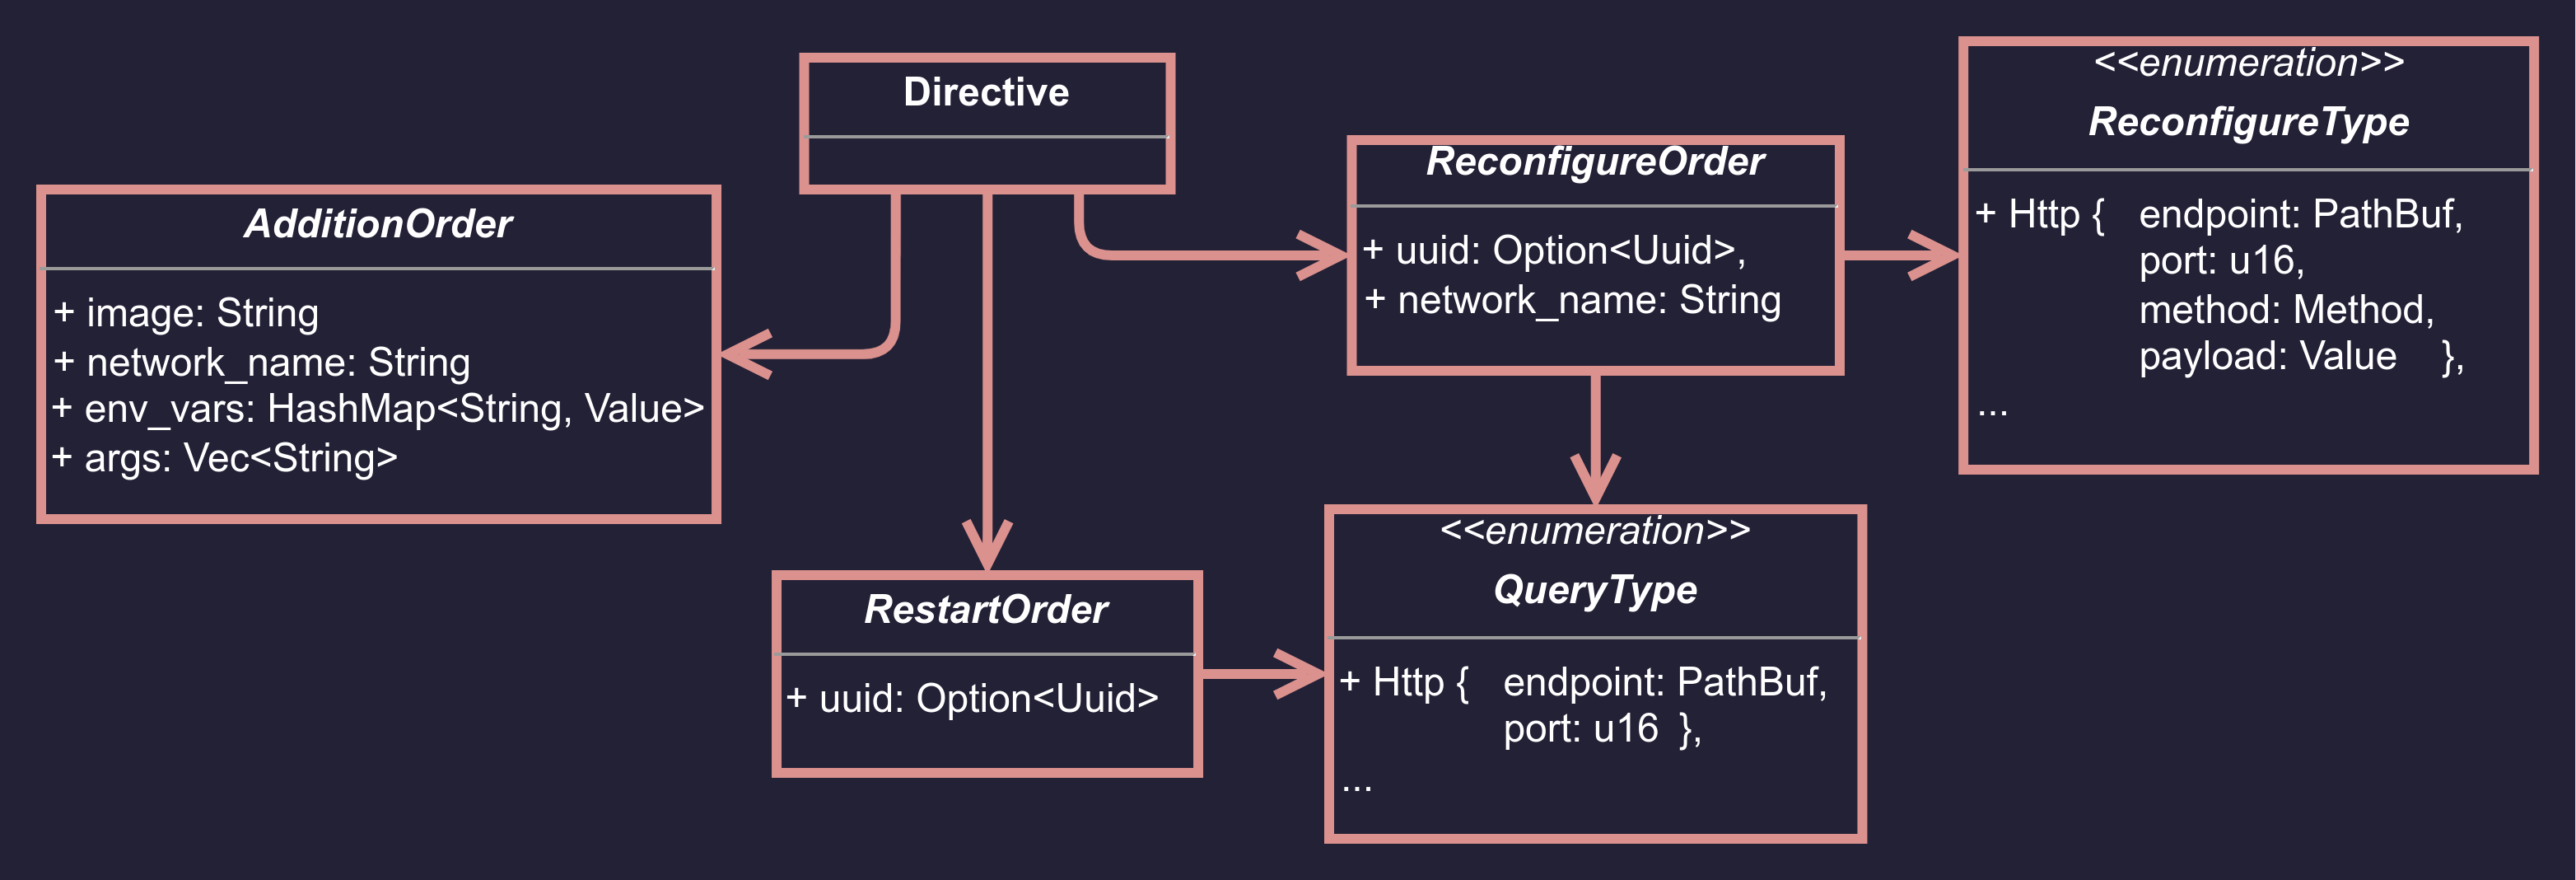 Directive
AdditionOrder
+ image: String
+ network_name: String
+ env_vars: HashMap<String, Value>
+ args: Vec<String>
ReconfigureOrder
+ uuid: Option<Uuid>,
+ network_name: String
<<enumeration>>
ReconfigureType
+ Http { endpoint: PathBuf,
port: u16,
method: Method,
payload: Value },
...
RestartOrder
+ uuid: Option<Uuid>
<<enumeration>>
QueryType
+ Http { endpoint: PathBuf,
port: u16 },
...